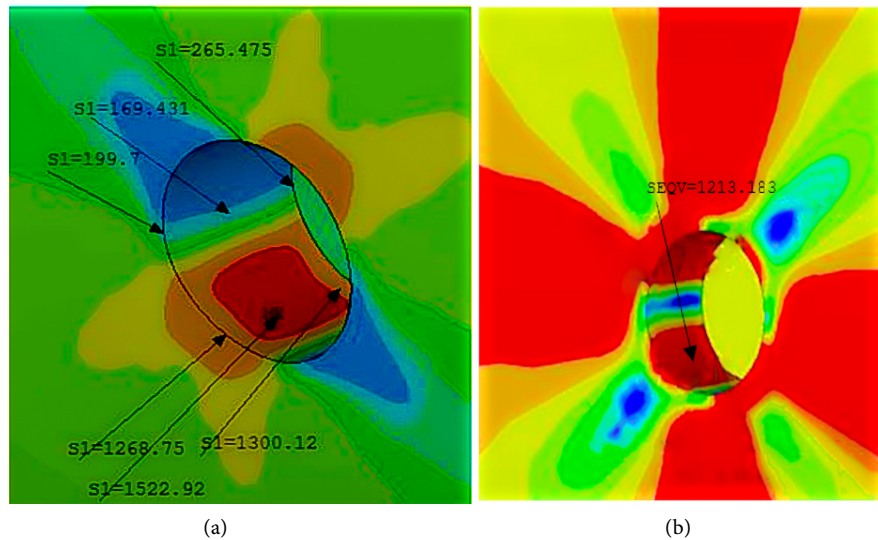 S1=265.475
S1=169.431
S1=199.7
SEQV=1213.183
S1=1268.75
S1=1300.12
S1=1522.92
(a)
(b)